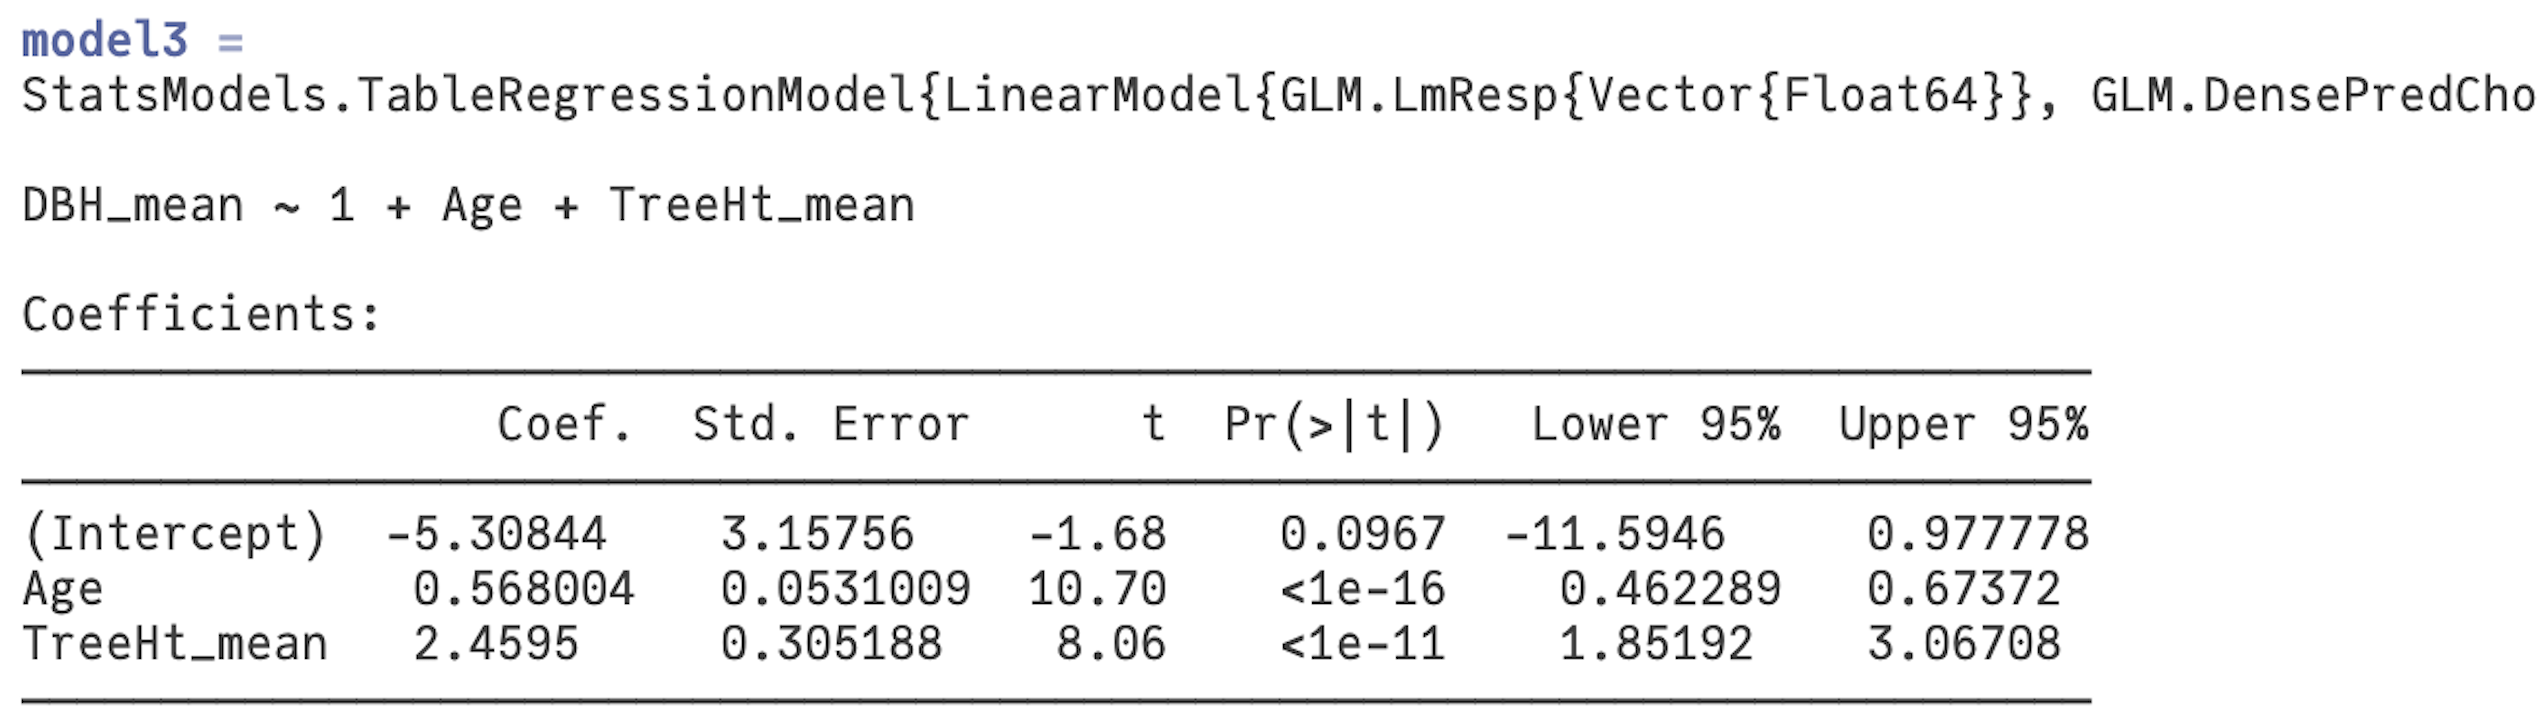 model3 =
StatsModels.TableRegressionModel{LinearModel{GLM.LmResp{Vector{Float64}}, GLM.DensePredCho
DBH_mean ~ 1 + Age + TreeHt_mean
Coefficients:
Coef. Std. Error t Pr(>|t|) Lower 95% Upper 95%
(Intercept) -5.30844 3.15756 -1.68 0.0967 -11.5946 0.977778
Age 0.568004 0.0531009 10.70 <1e-16 0.462289 0.67372
TreeHt_mean 2.4595 0.305188 8.06 <1e-11 1.85192 3.06708